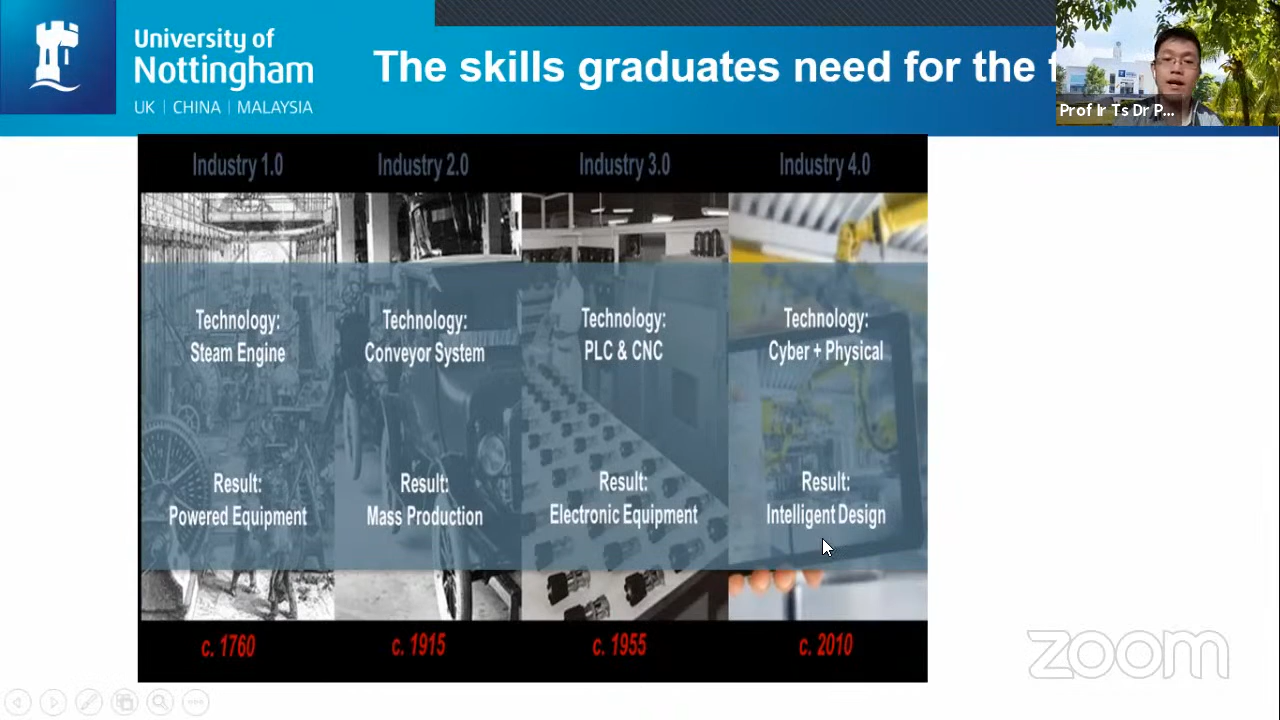 University of
Nottingham
UK | CHINA | MALAYSIA
The skills graduates need for the f
Prof Ir Ts Dr P...
Industry 1.0
Industry 2.0
Industry 3.0
Industry 4.0
Technology:
Steam Engine
Technology:
Conveyor System
Technology:
PLC & CNC
Technology:
Cyber + Physical
Result:
Powered Equipment
Result:
Mass Production
Result:
Electronic Equipment
Result:
Intelligent Design
c. 1760
c. 1915
c. 1955
c. 2010
zoom